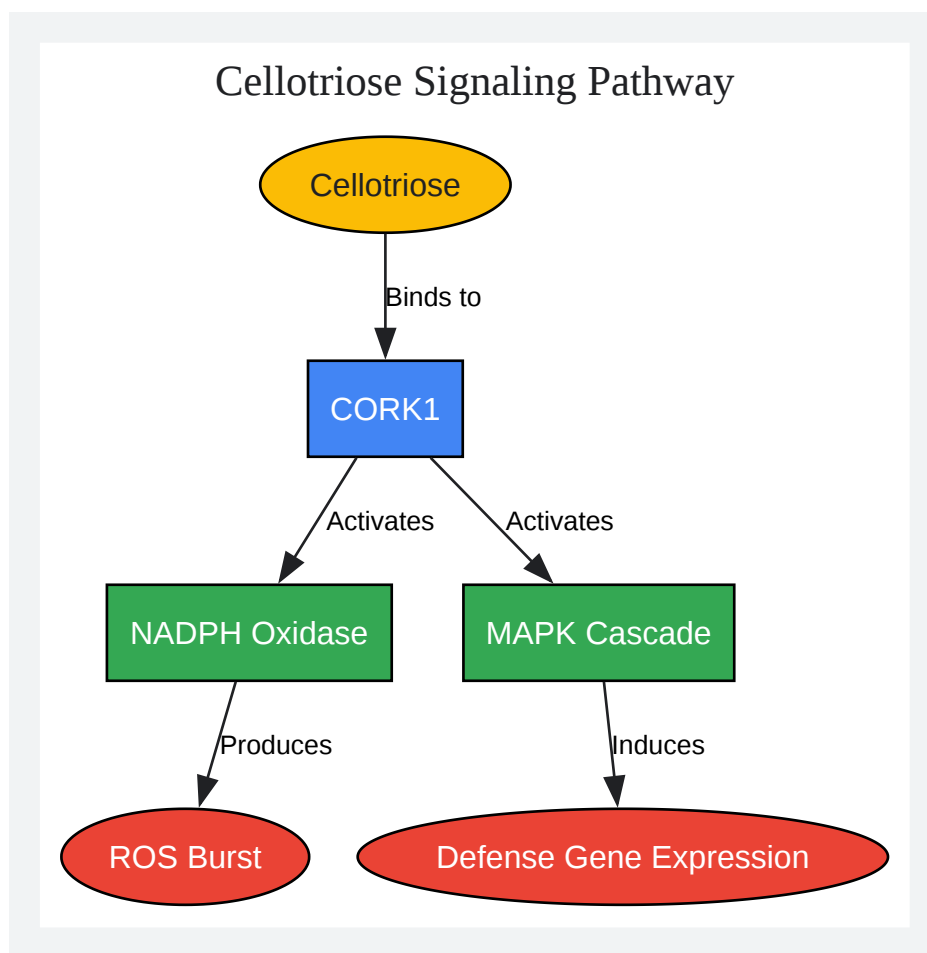 Cellotriose Signaling Pathway
Cellotriose
Binds to
CORK1
Activates
Activates
NADPH Oxidase
MAPK Cascade
Produces
Induces
ROS Burst
Defense Gene Expression